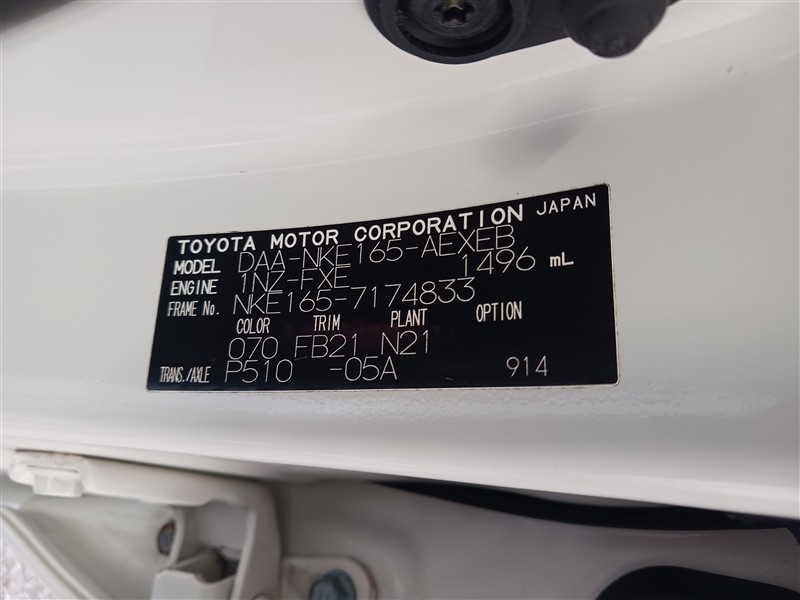 TOYOTA MOTOR CORPORATION JAPAN
MODEL DAA-NKE165-AEXEB
ENGINE 1NZ-FXE 1496 mL
FRAME No. NKE165-7174833
COLOR TRIM PLANT OPTION
070 FB21 N21
TRANS./AXLE P510 -05A 914